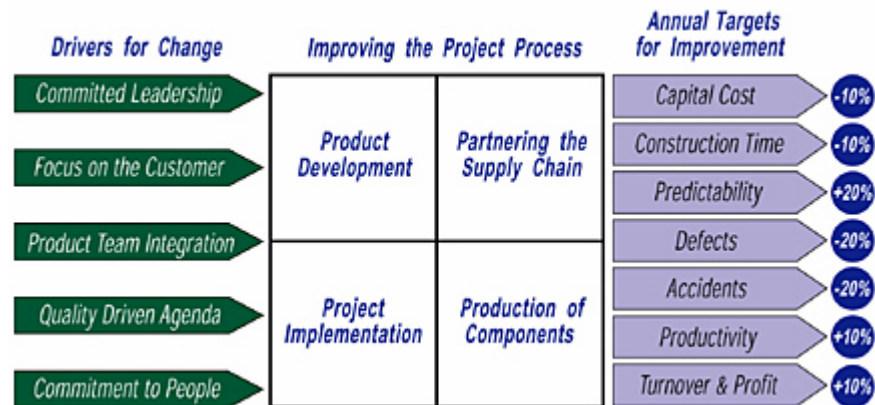 Drivers for Change
Committed Leadership
Focus on the Customer
Product Team Integration
Quality Driven Agenda
Commitment to People
Improving the Project Process
Product
Development
Partnering the
Supply Chain
Project
Implementation
Production of
Components
Annual Targets
for Improvement
Capital Cost
-10%
Construction Time
-10%
Predictability
+20%
Defects
-20%
Accidents
-20%
Productivity
+10%
Turnover & Profit
+10%